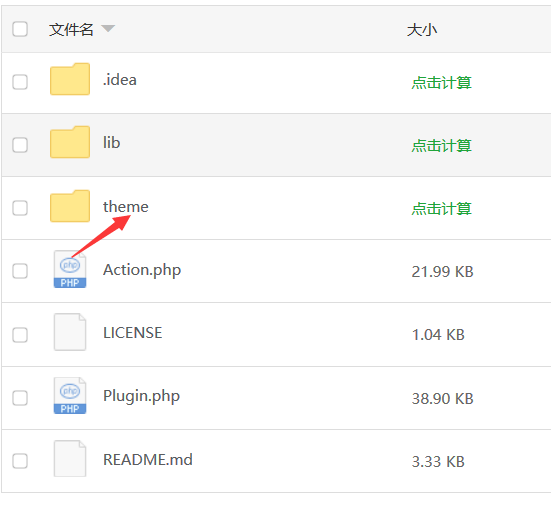 文件名 大小
.idea 点击计算
lib 点击计算
theme 点击计算
php
PHP
Action.php 21.99 KB
LICENSE 1.04 KB
php
PHP
Plugin.php 38.90 KB
README.md 3.33 KB